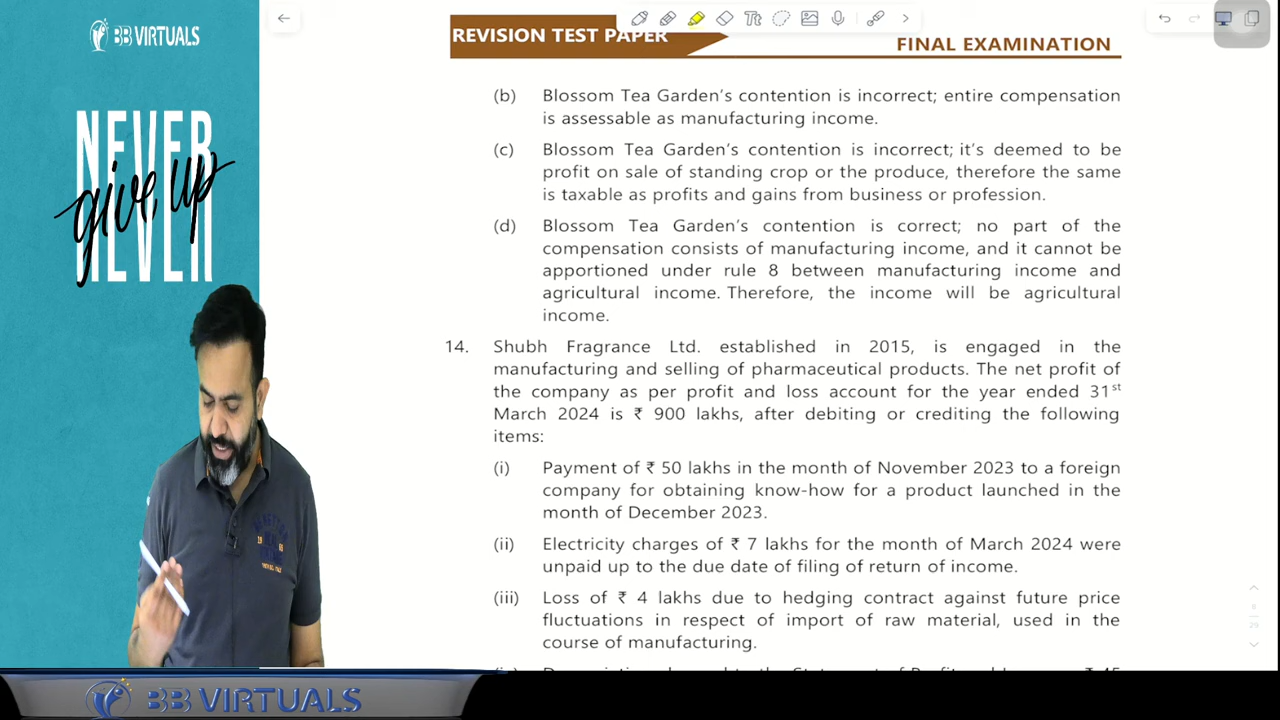 BB VIRTUALS
NEVER
give up
NEVER
REVISION TEST PAPER
FINAL EXAMINATION
(b) Blossom Tea Garden's contention is incorrect; entire compensation
is assessable as manufacturing income.
(c) Blossom Tea Garden's contention is incorrect; it's deemed to be
profit on sale of standing crop or the produce, therefore the same
is taxable as profits and gains from business or profession.
(d) Blossom Tea Garden's contention is correct; no part of the
compensation consists of manufacturing income, and it cannot be
apportioned under rule 8 between manufacturing income and
agricultural income. Therefore, the income will be agricultural
income.
14. Shubh Fragrance Ltd. established in 2015, is engaged in the
manufacturing and selling of pharmaceutical products. The net profit of
the company as per profit and loss account for the year ended 31st
March 2024 is ₹ 900 lakhs, after debiting or crediting the following
items:
(i) Payment of ₹ 50 lakhs in the month of November 2023 to a foreign
company for obtaining know-how for a product launched in the
month of December 2023.
(ii) Electricity charges of ₹ 7 lakhs for the month of March 2024 were
unpaid up to the due date of filing of return of income.
(iii) Loss of ₹ 4 lakhs due to hedging contract against future price
fluctuations in respect of import of raw material, used in the
course of manufacturing.
BB VIRTUALS